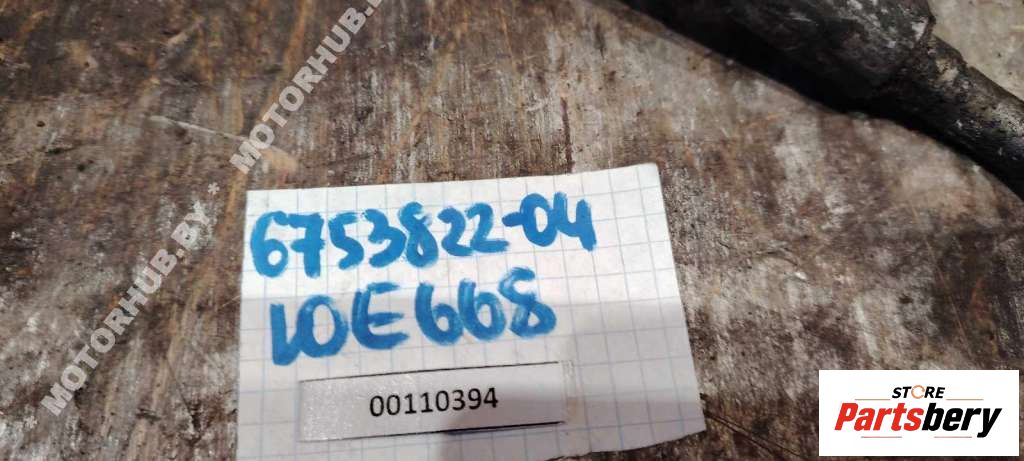 MOTORHUB.BY* MOTORHUB.BY
6753822-04
10E668
00110394
STORE
Partsbery